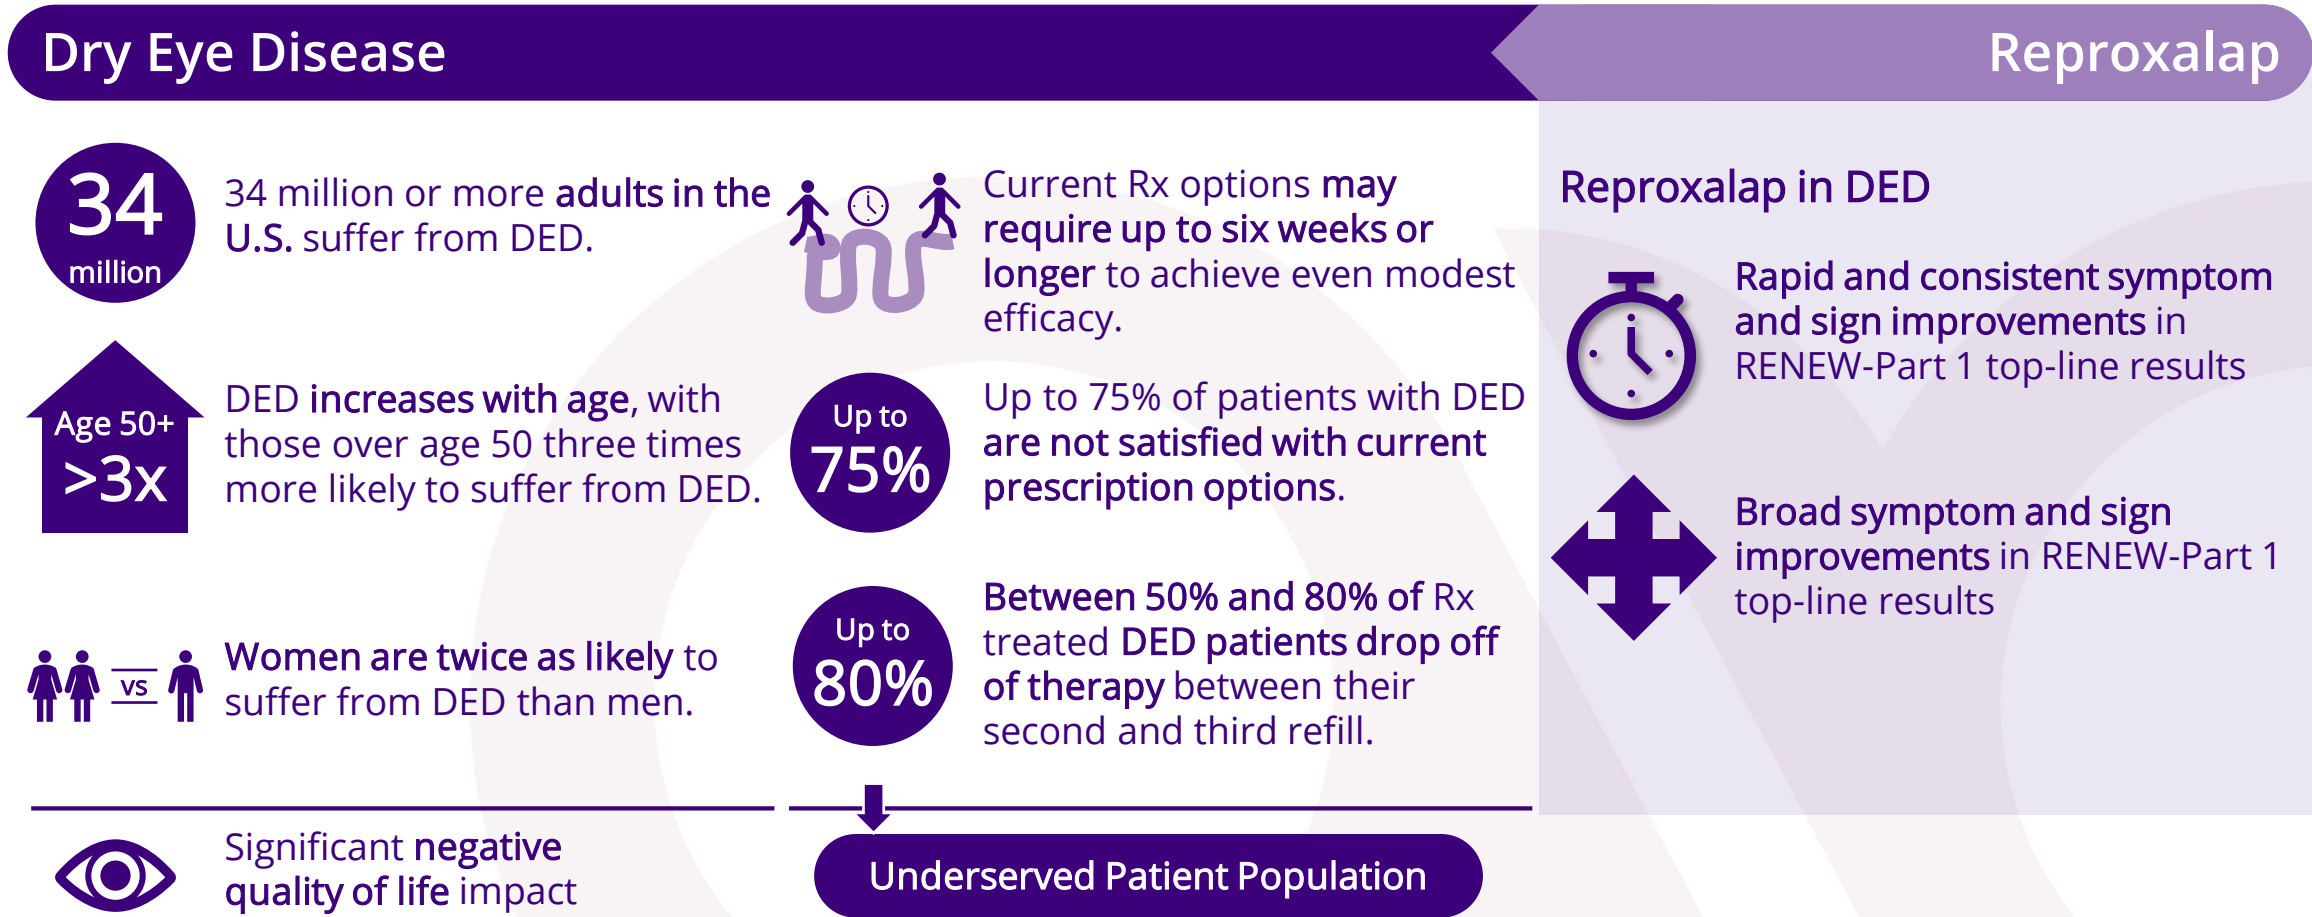 Dry Eye Disease
Reproxalap
34
million
34 million or more adults in the
U.S. suffer from DED.
Age 50+
>3x
DED increases with age, with
those over age 50 three times
more likely to suffer from DED.
vs
Women are twice as likely to
suffer from DED than men.
Significant negative
quality of life impact
Current Rx options may
require up to six weeks or
longer to achieve even modest
efficacy.
Up to
75%
Up to 75% of patients with DED
are not satisfied with current
prescription options.
Up to
80%
Between 50% and 80% of Rx
treated DED patients drop off
of therapy between their
second and third refill.
Underserved Patient Population
Reproxalap in DED
Rapid and consistent symptom
and sign improvements in
RENEW-Part 1 top-line results
Broad symptom and sign
improvements in RENEW-Part 1
top-line results